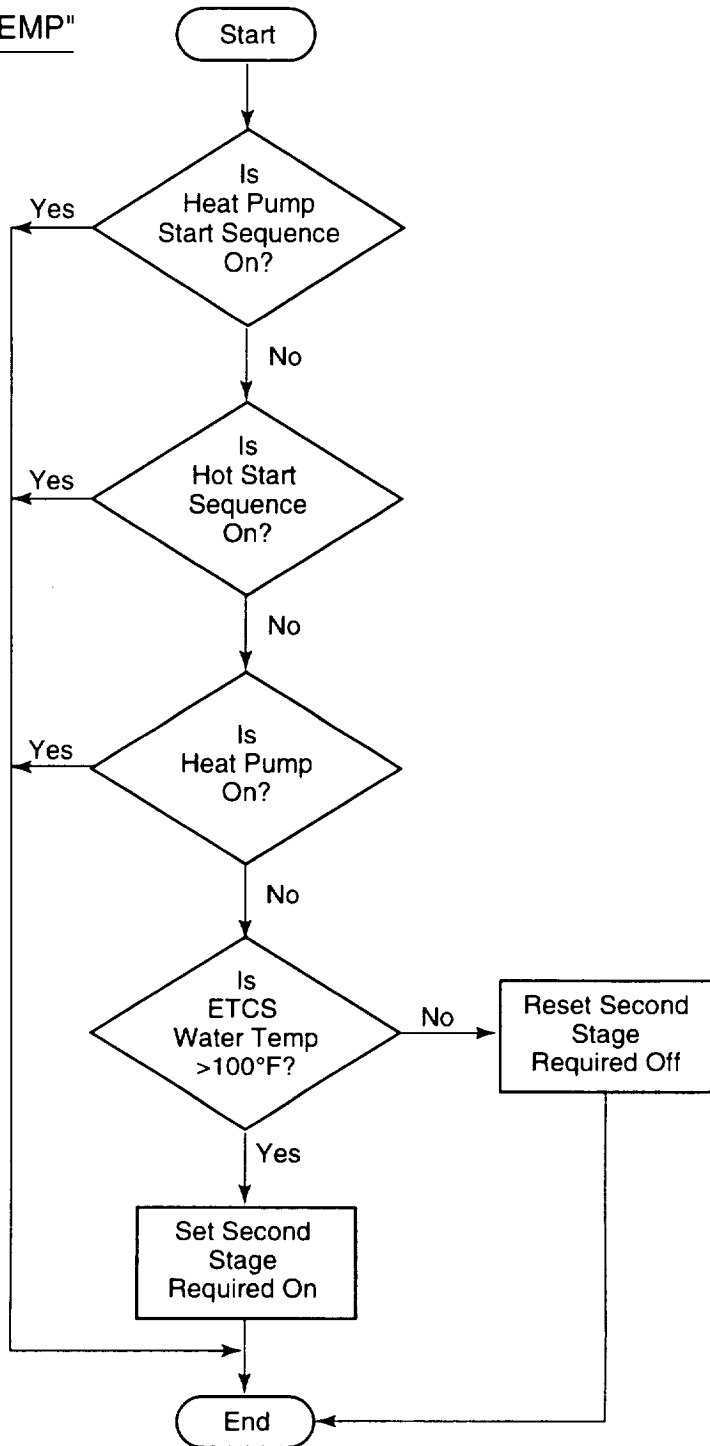 EMP"
Start
Is
Heat Pump
Start Sequence
On?
Yes
No
Is
Hot Start
Sequence
On?
Yes
No
Is
Heat Pump
On?
Yes
No
Is
ETCS
Water Temp
>100°F?
No
Reset Second
Stage
Required Off
Yes
Set Second
Stage
Required On
End